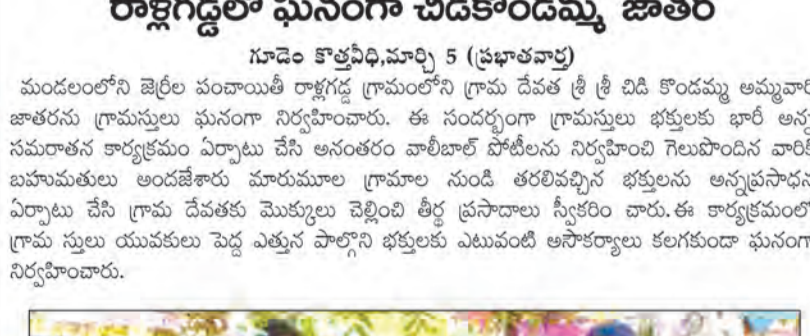 రాళ్లగడ్డలో ఘనంగా చిడికొండమ్మ జాతర
గూడెం కొత్తవీధి,మార్చి 5 (ప్రభాతవార్త)
మండలంలోని జెర్రీల పంచాయితీ రాళ్లగడ్డ గ్రామంలోని గ్రామ దేవత శ్రీ శ్రీ చిడి కొండమ్మ అమ్మవారి
జాతరను గ్రామస్తులు ఘనంగా నిర్వహించారు. ఈ సందర్భంగా గ్రామస్తులు భక్తులకు భారీ అన్న
సమరాతన కార్యక్రమం ఏర్పాటు చేసి అనంతరం వాలీబాల్ పోటీలను నిర్వహించి గెలుపొందిన వారికి
బహుమతులు అందజేశారు మారుమూల గ్రామాల నుండి తరలివచ్చిన భక్తులను అన్నప్రసాదన
ఏర్పాటు చేసి గ్రామ దేవతకు మొక్కులు చెల్లించి తీర్థ ప్రసాదాలు స్వీకరిం చారు.ఈ కార్యక్రమంలో
గ్రామ స్తులు యువకులు పెద్ద ఎత్తున పాల్గొని భక్తులకు ఎటువంటి అసౌకర్యాలు కలగకుండా ఘనంగా
నిర్వహించారు.